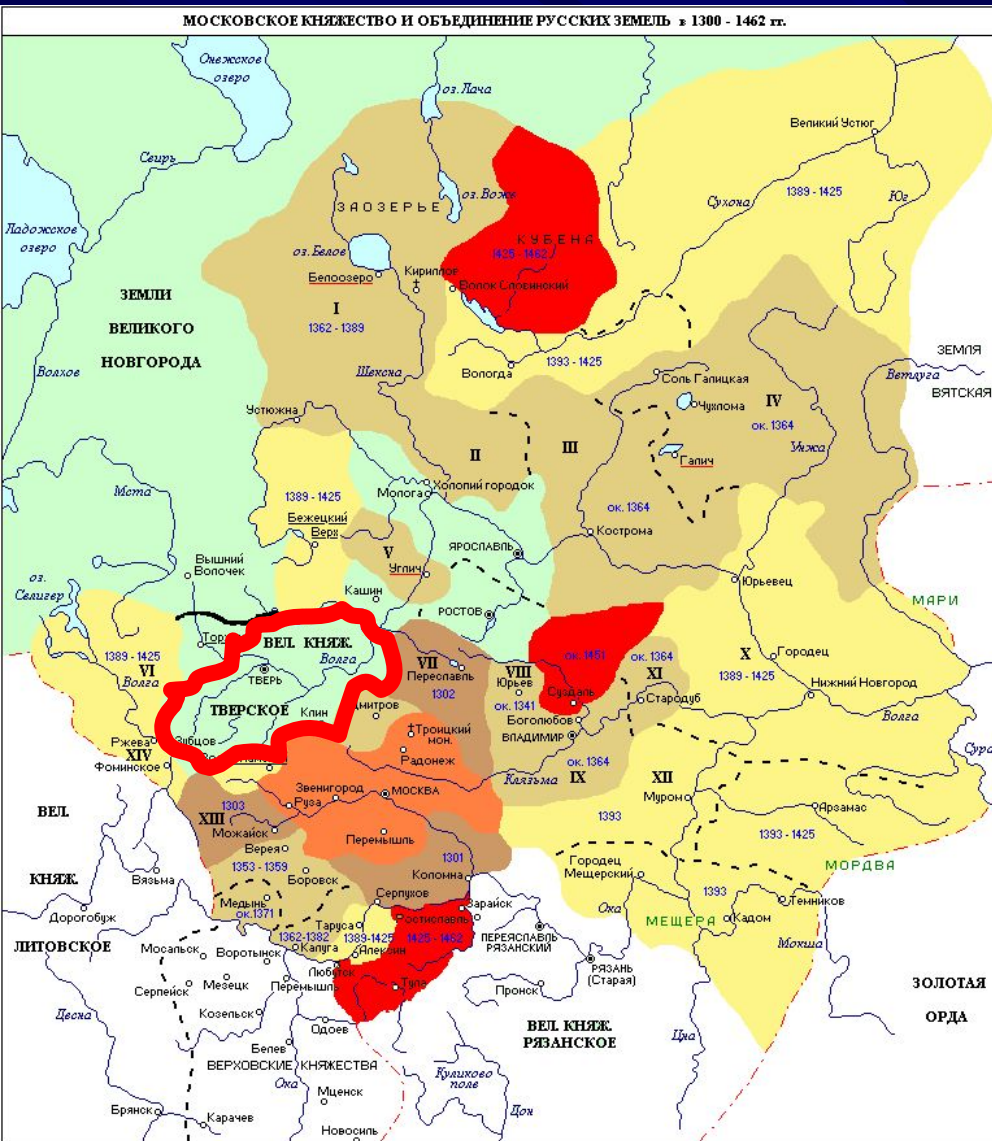 МОСКОВСКОЕ КНЯЖЕСТВО И ОБЪЕДИНЕНИЕ РУССКИХ ЗЕМЕЛЬ в 1300 - 1462 гг.
Онежское
озеро
оз. Лача
Великий Устюг
Свирь
оз. Воже
1389 - 1425
Сухона
Юг
ЗАОЗЕРЬЕ
Ладожское
озеро
КУБЕНА
1425 - 1462
оз. Белое
Кириллов
Белоозеро
Волок Словинский
ЗЕМЛИ
ВЕЛИКОГО
НОВГОРОДА
I
1362 - 1389
ЗЕМЛЯ
ВЯТСКАЯ
Волхов
Шексна
1393 - 1425
Вологда
Ветлуга
Соль Галицкая
Чухлома
IV
ок. 1364
Устюжна
Унжа
II
III
Галич
Мста
1389 - 1425
Холопий городок
Молога
ок. 1364
Бежецкий
Верх
Кострома
V
ЯРОСЛАВЛЬ
Вышний
Волочек
Углич
Юрьевец
оз.
Селигер
Кашин
РОСТОВ
МАРИ
Тор
ВЕЛ. КНЯЖ.
1389 - 1425
VI
Волга
Волга
ТВЕРЬ
VII
Переславль
1302
VIII
Юрьев
ок. 1341
ок. 1451
ок. 1364
XI
X
1389 - 1425
Городец
Суздаль
Стародуб
Нижний Новгород
ТВЕРСКОЕ
Клин
митров
Боголюбов
Волга
Ржева
Зубцов
Троицкий
мон.
ВЛАДИМИР
Сура
XIV
Фоминское
Радонеж
ок. 1364
Клязьма
IX
XII
ВЕЛ.
Звенигород
Руза
МОСКВА
1303
XIII
Муром
Арзамас
Можайск
Перемышль
1393
1393 - 1425
Верея
1301
1353 - 1359
Коломна
Городец
Мещерский
МОРДВА
КНЯЖ.
Вязьма
Боровск
1393
Медынь
ок. 1371
Серпухов
Зарайск
Ока
Темников
Дорогобуж
Таруса
Ростиславль
МЕЩЕРА
Кадом
ЛИТОВСКОЕ
1362-1382
1389-1425
1425 - 1462
ПЕРЕЯСЛАВЛЬ
РЯЗАНСКИЙ
Мокша
Мосальск
Воротынск
Калуга
Алексин
Любутск
РЯЗАНЬ
(Старая)
Серпейск
Мезецк
Перемышль
Тула
Пронск
ЗОЛОТАЯ
ОРДА
Десна
Козельск
Одоев
ВЕЛ. КНЯЖ.
РЯЗАНСКОЕ
Цна
Белев
ВЕРХОВСКИЕ КНЯЖЕСТВА
Ока
Куликово
поле
Мценск
Брянск
Карачев
Дон
Новосиль